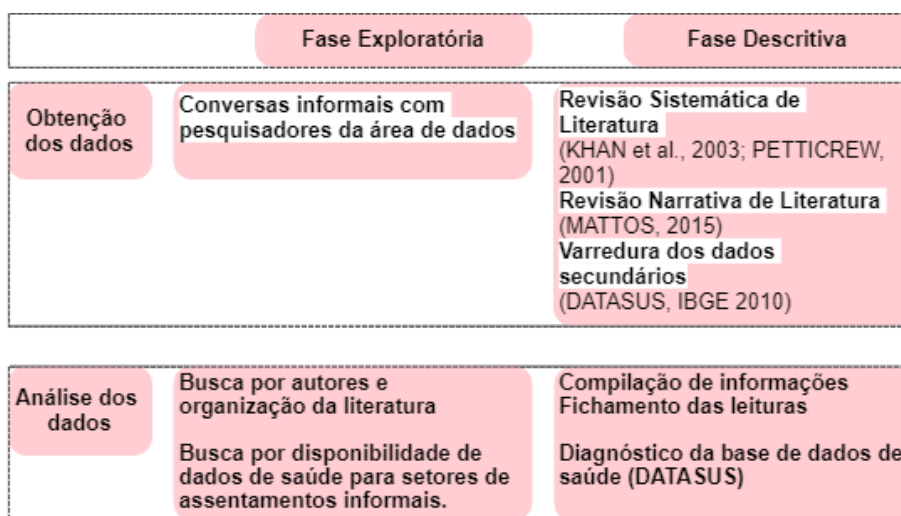 Fase Exploratória
Fase Descritiva
Obtenção
dos dados
Conversas informais com
pesquisadores da área de dados
Revisão Sistemática de
Literatura
(KHAN et al., 2003; PETTICREW,
2001)
Revisão Narrativa de Literatura
(MATTOS, 2015)
Varredura dos dados
secundários
(DATASUS, IBGE 2010)
Análise dos
dados
Busca por autores e
organização da literatura
Busca por disponibilidade de
dados de saúde para setores de
assentamentos informais.
Compilação de informações
Fichamento das leituras
Diagnóstico da base de dados de
saúde (DATASUS)